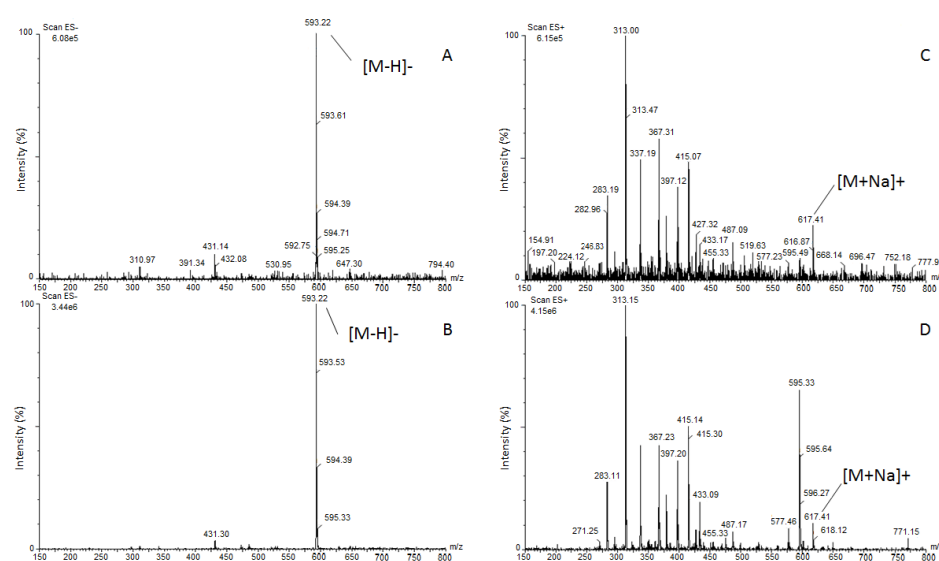 Scan ES-
6.08e5
593.22
A
[M-H]-
100
Intensity (%)
593.61
594.39
594.71
592.75
595.25
431.14
432.08
310.97
391.34
530.95
647.30
794.40
0
m/z
150 200 250 300 350 400 450 500 550 600 650 700 750 800
Scan ES+
6.15e5
313.00
C
100
Intensity (%)
313.47
367.31
337.19
415.07
397.12
283.19
282.96
[M+Na]+
617.41
427.32
433.17
487.09
616.87
154.91
246.83
197.20
224.12
455.33
519.63
577.23
595.49
668.14
696.47
752.18
777.9
0
m/z
150 200 250 300 350 400 450 500 550 600 650 700 750 800
Scan ES-
3.44e6
593.22
B
[M-H]-
100
Intensity (%)
593.53
594.39
595.33
431.30
0
m/z
150 200 250 300 350 400 450 500 550 600 650 700 750 800
Scan ES+
4.15e6
313.15
D
100
Intensity (%)
595.33
415.14
415.30
367.23
397.20
595.64
283.11
[M+Na]+
596.27
433.09
617.41
577.46
618.12
271.25
455.33
487.17
771.15
0
m/z
150 200 250 300 350 400 450 500 550 600 650 700 750 800